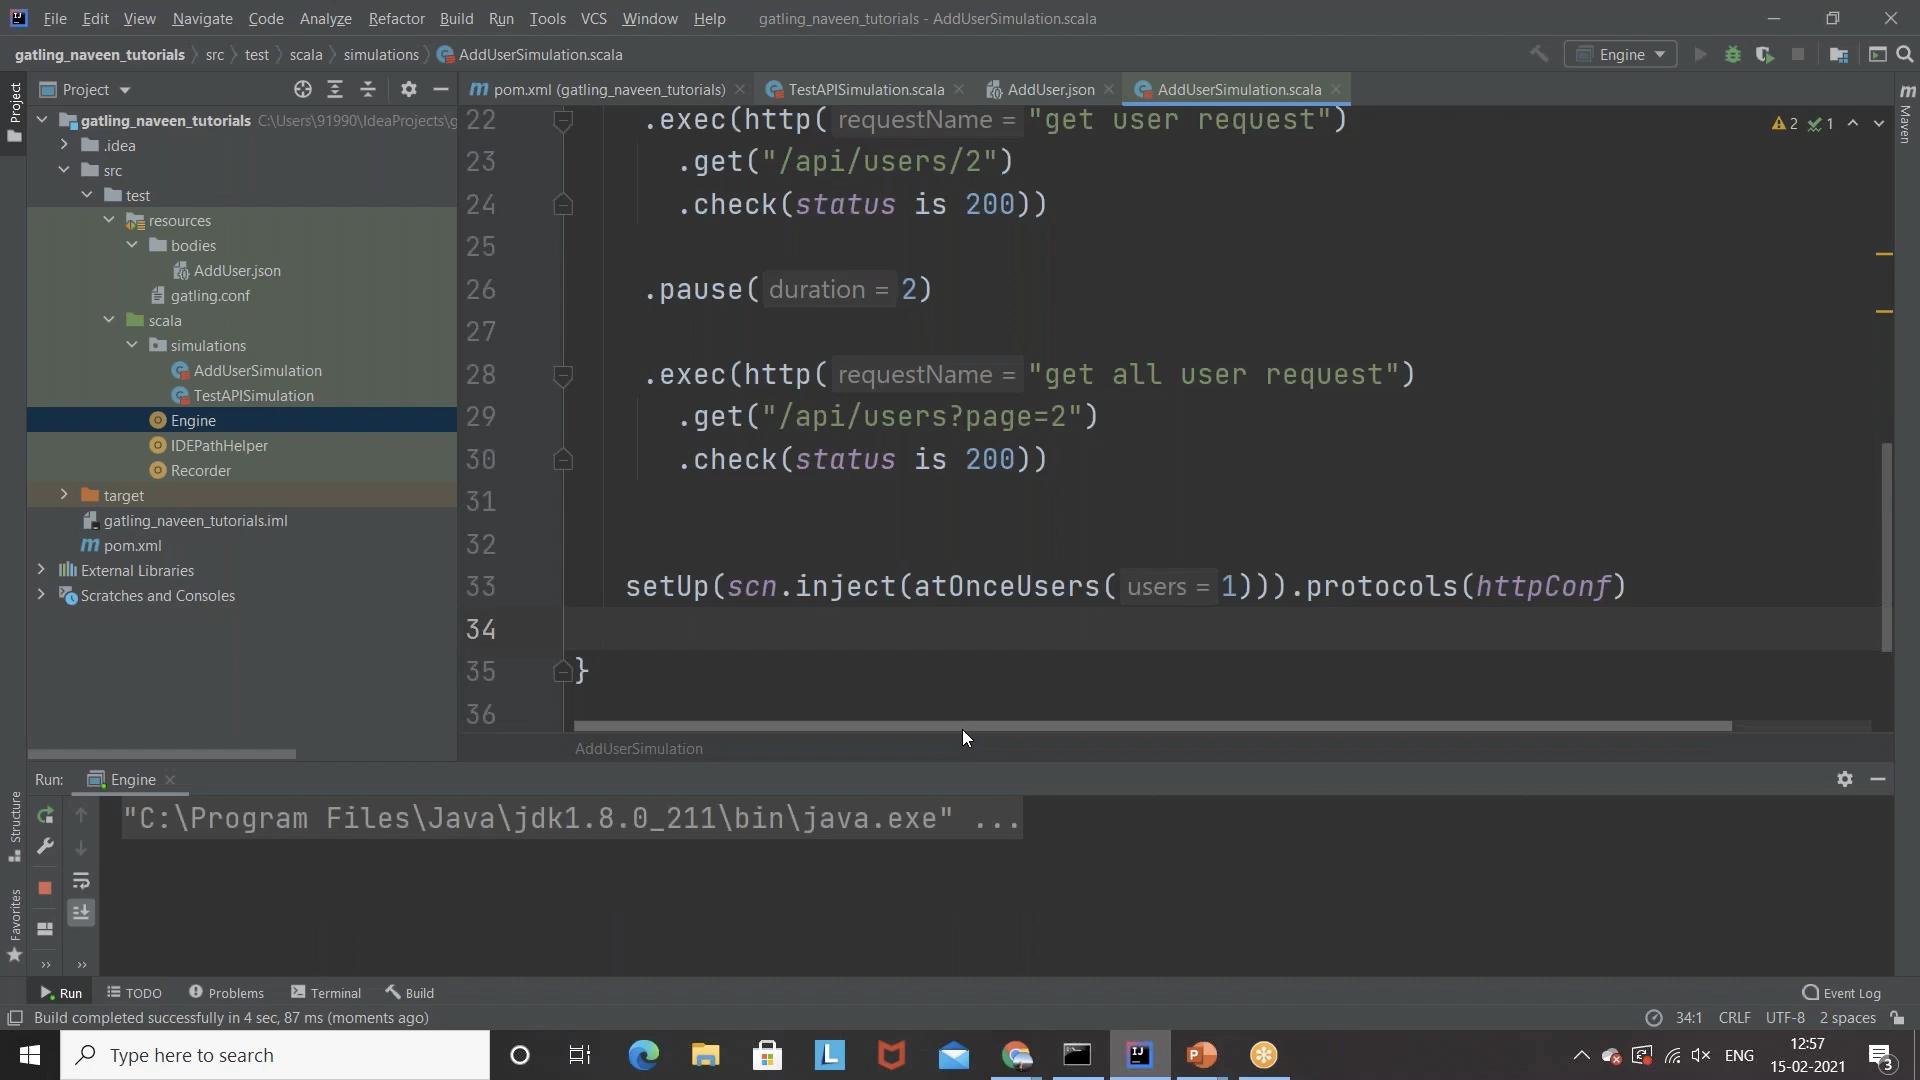 File Edit View Navigate Code Analyze Refactor Build Run Tools VCS Window Help gatling_naveen_tutorials - AddUserSimulation.scala
gatling_naveen_tutorials src test scala simulations AddUserSimulation.scala Engine
Project pom.xml (gatling_naveen_tutorials) TestAPISimulation.scala AddUser.json AddUserSimulation.scala
Project
Maven
gatling_naveen_tutorials C:\Users\91990\IdeaProjects\g
.idea
src
test
resources
bodies
AddUser.json
gatling.conf
scala
simulations
AddUserSimulation
TestAPISimulation
Engine
IDEPathHelper
Recorder
target
gatling_naveen_tutorials.iml
pom.xml
External Libraries
Scratches and Consoles
2 1
22 .exec(http( requestName = "get user request")
23 .get("/api/users/2")
24 .check(status is 200))
25
26 .pause( duration = 2)
27
28 .exec(http( requestName = "get all user request")
29 .get("/api/users?page=2")
30 .check(status is 200))
31
32
33 setUp(scn.inject(atOnceUsers( users = 1))).protocols(httpConf)
34
35 }
36
AddUserSimulation
Run: Engine
Structure
Favorites
"C:\Program Files\Java\jdk1.8.0_211\bin\java.exe" ...
Run TODO Problems Terminal Build Event Log
Build completed successfully in 4 sec, 87 ms (moments ago) 34:1 CRLF UTF-8 2 spaces
Type here to search
L
IJ
P
ENG
12:57
15-02-2021
3